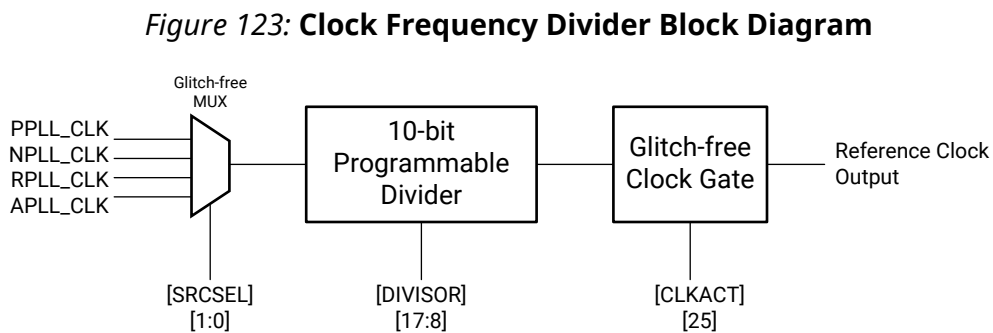 Figure 123: Clock Frequency Divider Block Diagram
Glitch-free
MUX
PPLL_CLK
NPLL_CLK
RPLL_CLK
APLL_CLK
10-bit
Programmable
Divider
Glitch-free
Clock Gate
Reference Clock
Output
[SRCSEL]
[1:0]
[DIVISOR]
[17:8]
[CLKACT]
[25]